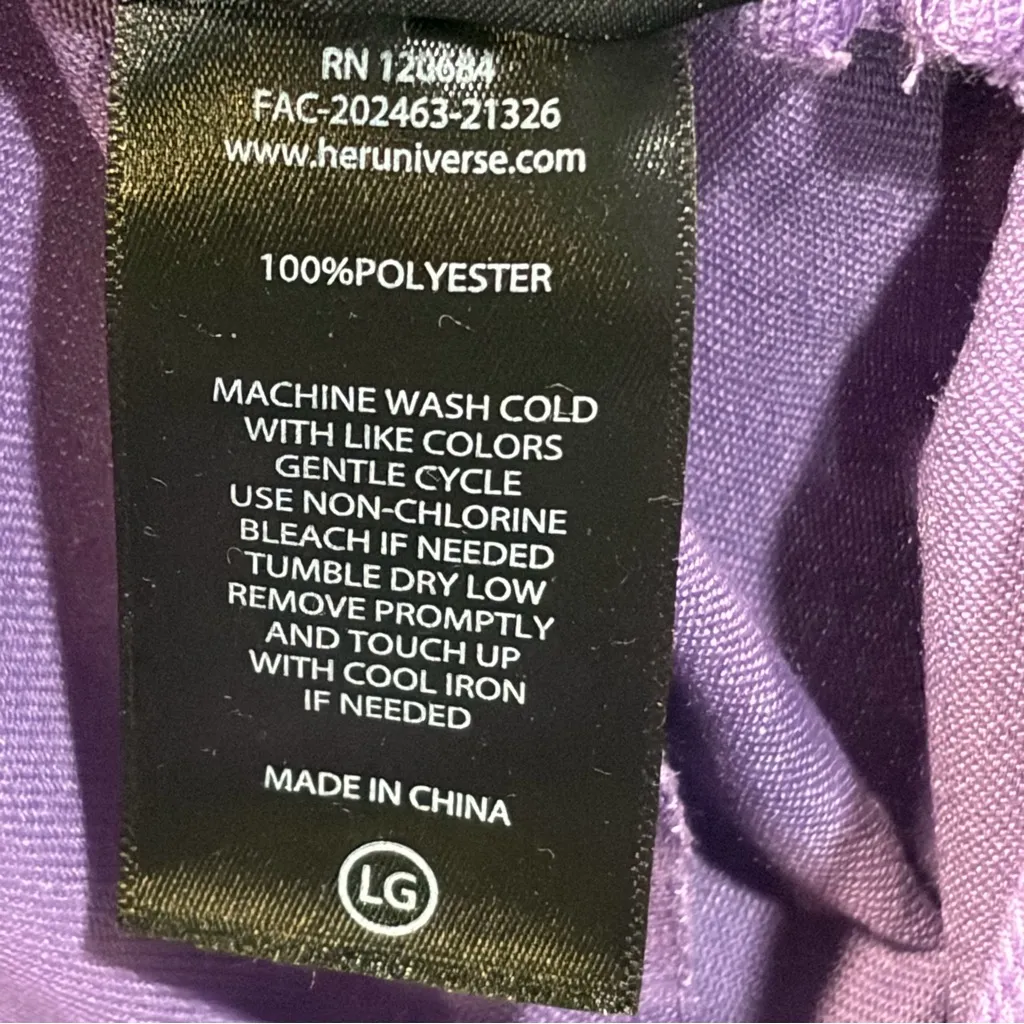 RN 120684
FAC-202463-21326
www.heruniverse.com
100%POLYESTER
MACHINE WASH COLD
WITH LIKE COLORS
GENTLE CYCLE
USE NON-CHLORINE
BLEACH IF NEEDED
TUMBLE DRY LOW
REMOVE PROMPTLY
AND TOUCH UP
WITH COOL IRON
IF NEEDED
MADE IN CHINA
LG